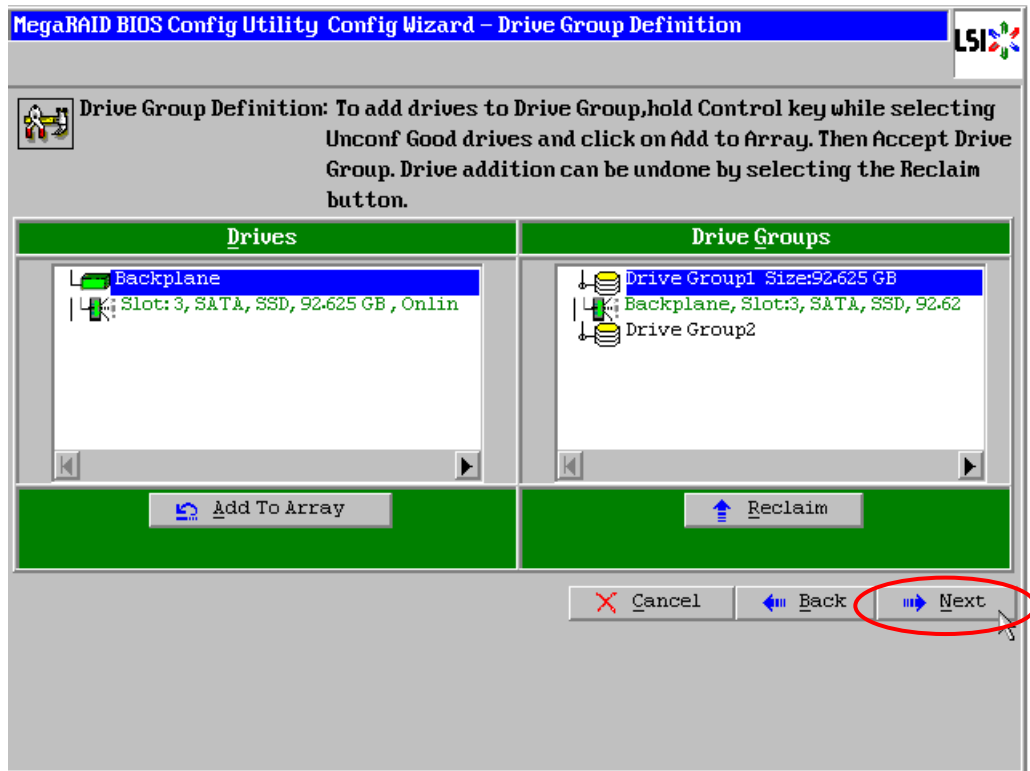 MegaRAID BIOS Config Utility Config Wizard – Drive Group Definition
LSI
Drive Group Definition: To add drives to Drive Group,hold Control key while selecting
Unconf Good drives and click on Add to Array. Then Accept Drive
Group. Drive addition can be undone by selecting the Reclaim
button.
Drives
Drive Groups
Backplane
Slot: 3, SATA, SSD, 92.625 GB , Onlin
Drive Group1 Size:92.625 GB
Backplane, Slot:3, SATA, SSD, 92.62
Drive Group2
Add To Array
Reclaim
Cancel
Back
Next